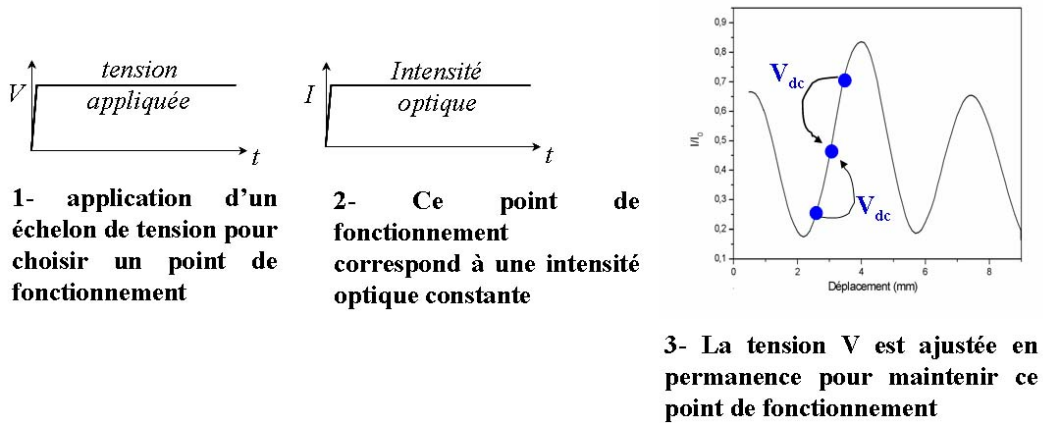 V
tension
appliquée
t
1- application d’un
échelon de tension pour
choisir un point de
fonctionnement
I
Intensité
optique
t
2- Ce point de
fonctionnement
correspond à une intensité
optique constante
0,9
0,8
0,7
0,6
0,5
0,4
0,3
0,2
0,1
I/I0
Vdc
Vdc
0 2 4 6 8
Déplacement (mm)
3- La tension V est ajustée en
permanence pour maintenir ce
point de fonctionnement